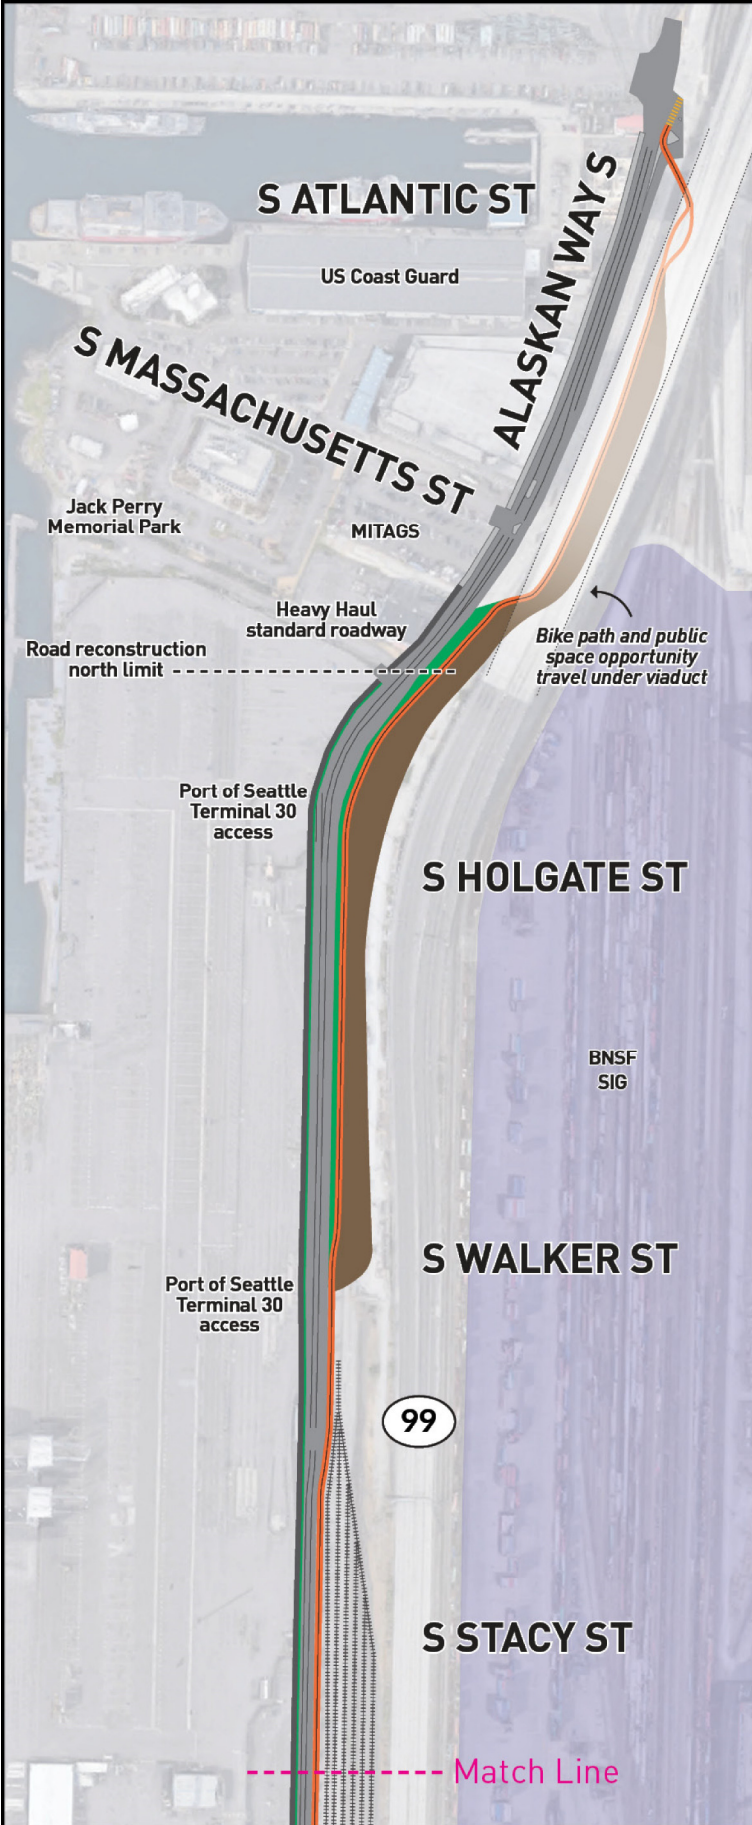 S ATLANTIC ST
ALASKAN WAY S
US Coast Guard
S MASSACHUSETTS ST
Jack Perry
Memorial Park
MITAGS
Heavy Haul
standard roadway
Road reconstruction
north limit
Bike path and public
space opportunity
travel under viaduct
Port of Seattle
Terminal 30
access
S HOLGATE ST
BNSF
SIG
S WALKER ST
Port of Seattle
Terminal 30
access
99
S STACY ST
Match Line